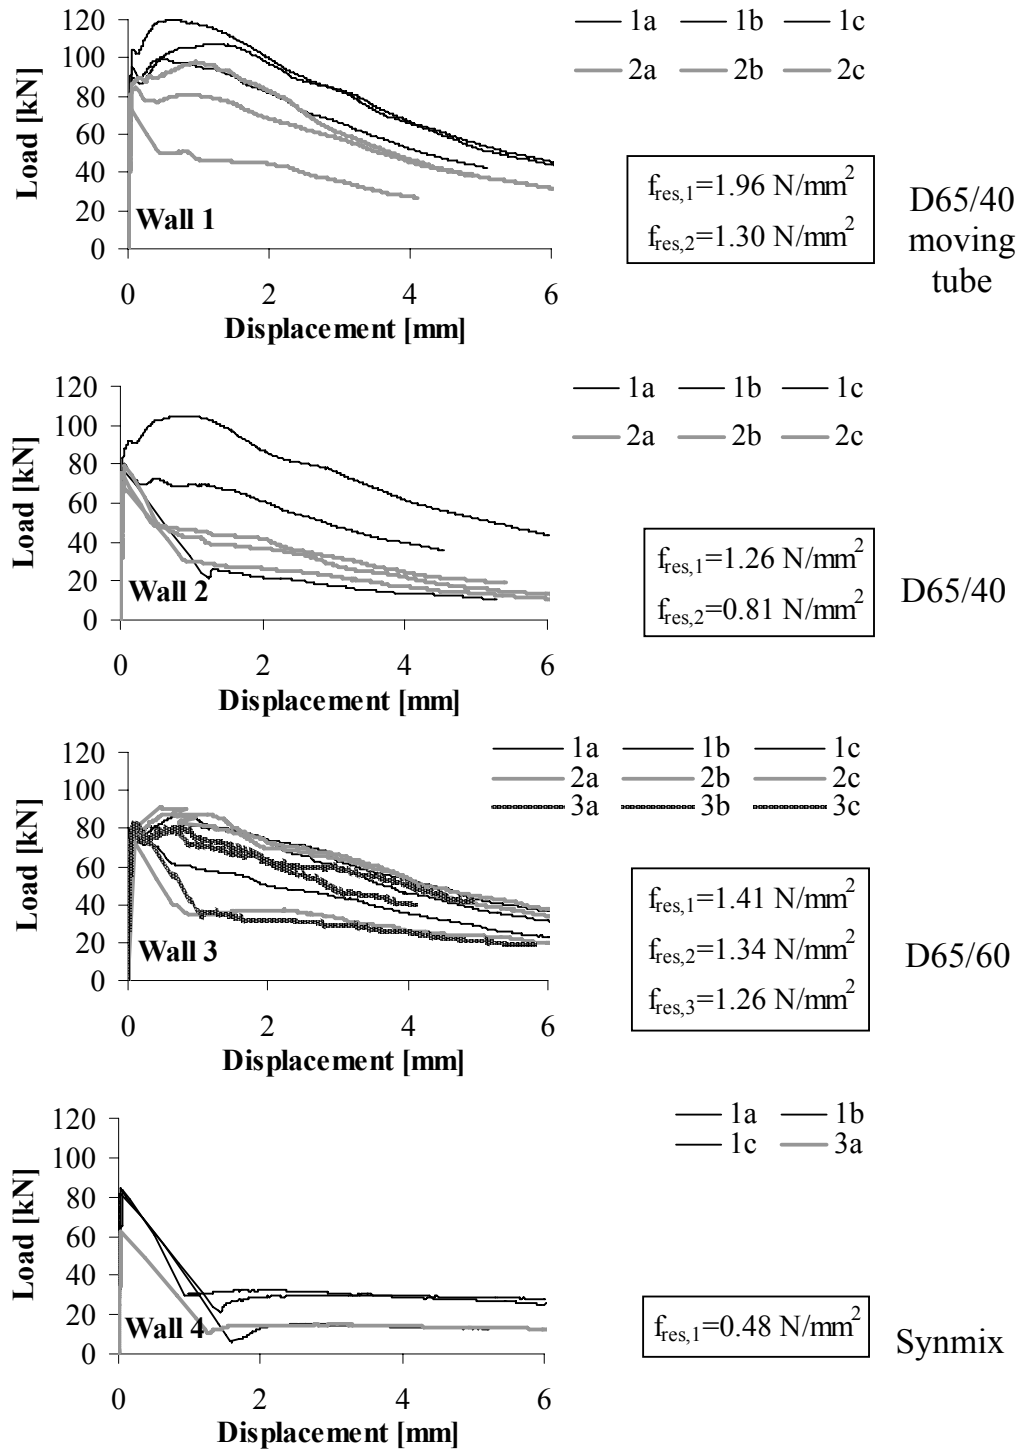 120
100
80
60
40
20
0
Load [kN]
Wall 1
0 2 4 6
Displacement [mm]
1a 1b 1c
2a 2b 2c
f_res,1=1.96 N/mm²
f_res,2=1.30 N/mm²
D65/40
moving
tube
120
100
80
60
40
20
0
Load [kN]
Wall 2
0 2 4 6
Displacement [mm]
1a 1b 1c
2a 2b 2c
f_res,1=1.26 N/mm²
f_res,2=0.81 N/mm²
D65/40
120
100
80
60
40
20
0
Load [kN]
Wall 3
0 2 4 6
Displacement [mm]
1a 1b 1c
2a 2b 2c
3a 3b 3c
f_res,1=1.41 N/mm²
f_res,2=1.34 N/mm²
f_res,3=1.26 N/mm²
D65/60
120
100
80
60
40
20
0
Load [kN]
Wall 4
0 2 4 6
Displacement [mm]
1a 1b
1c 3a
f_res,1=0.48 N/mm²
Synmix